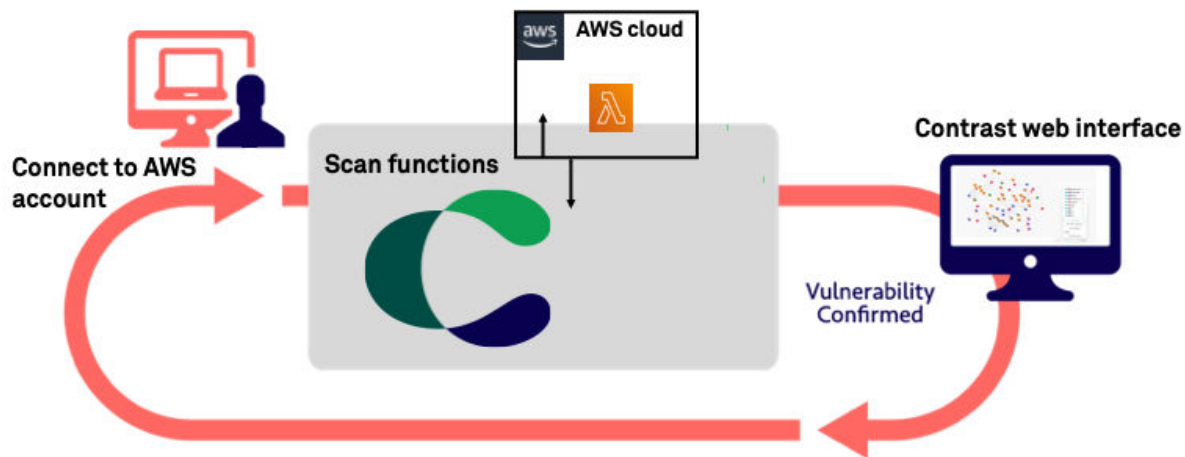 aws
AWS cloud
Contrast web interface
Connect to AWS
account
Scan functions
Vulnerability
Confirmed